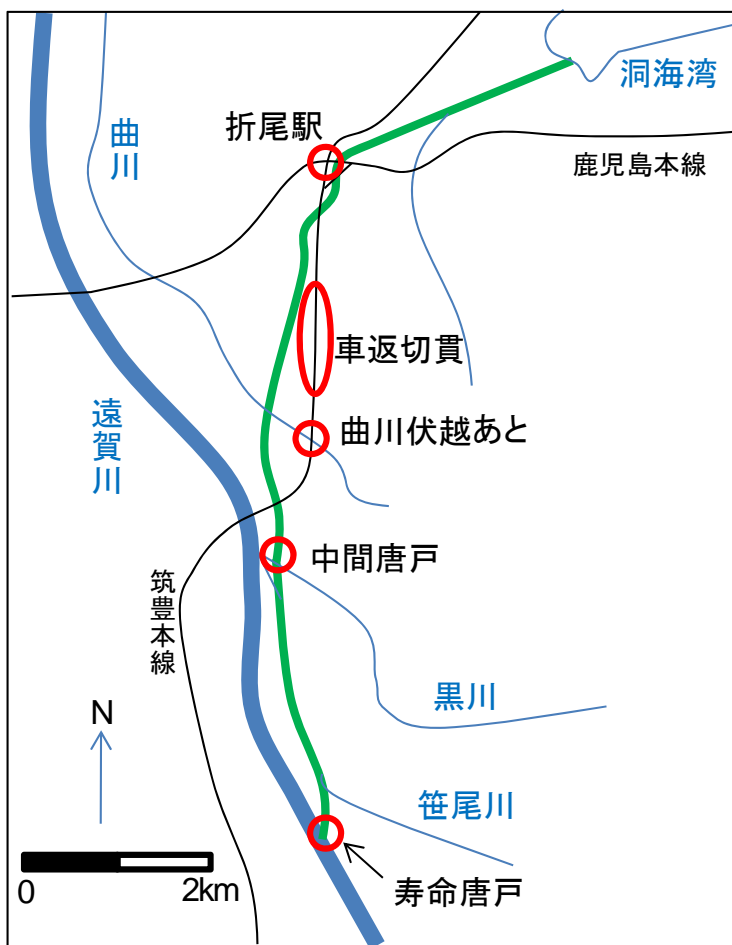 洞海湾
折尾駅
曲川
鹿児島本線
車返切貫
曲川伏越あと
遠賀川
中間唐戸
筑豊本線
黒川
N
笹尾川
0
2km
寿命唐戸